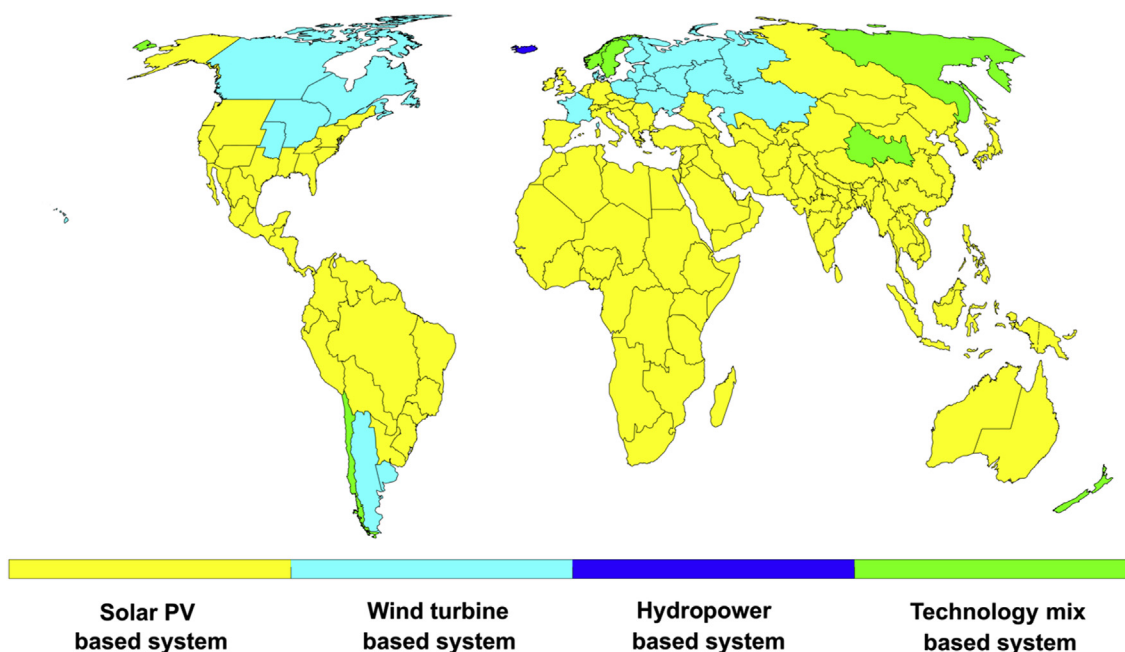 Solar PV
based system
Wind turbine
based system
Hydropower
based system
Technology mix
based system